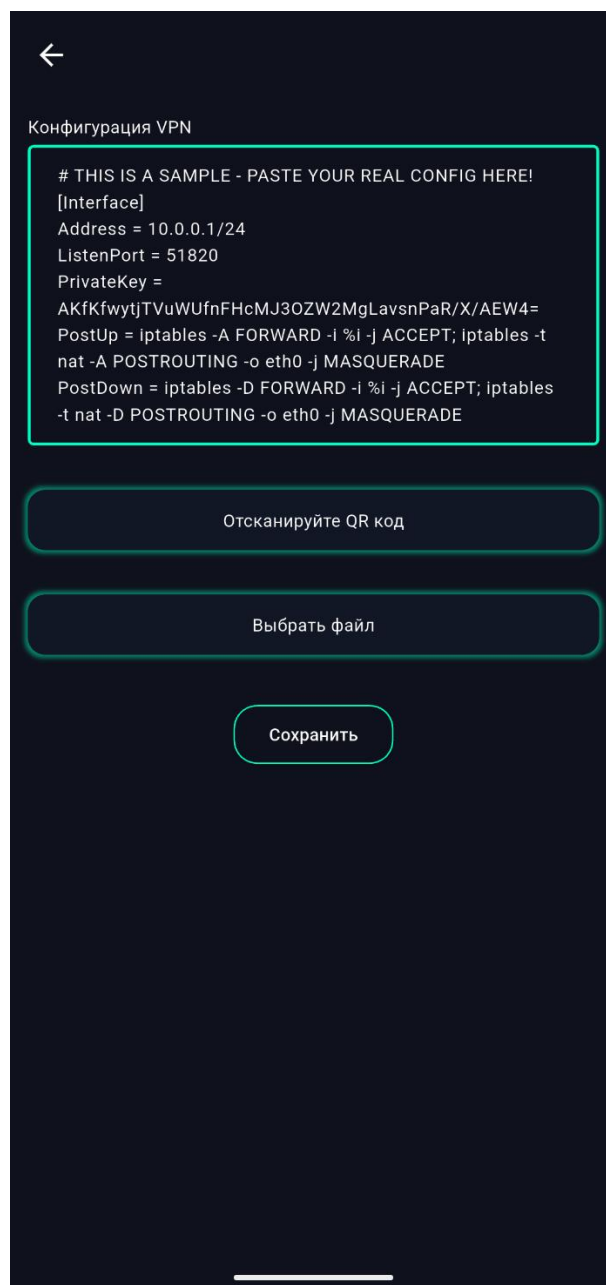 Конфигурация VPN
# THIS IS A SAMPLE - PASTE YOUR REAL CONFIG HERE!
[Interface]
Address = 10.0.0.1/24
ListenPort = 51820
PrivateKey =
AKfKfwytjTVuWUfnFHcMJ3OZW2MgLavsnPaR/X/AEW4=
PostUp = iptables -A FORWARD -i %i -j ACCEPT; iptables -t
nat -A POSTROUTING -o eth0 -j MASQUERADE
PostDown = iptables -D FORWARD -i %i -j ACCEPT; iptables
-t nat -D POSTROUTING -o eth0 -j MASQUERADE
Отсканируйте QR код
Выбрать файл
Сохранить